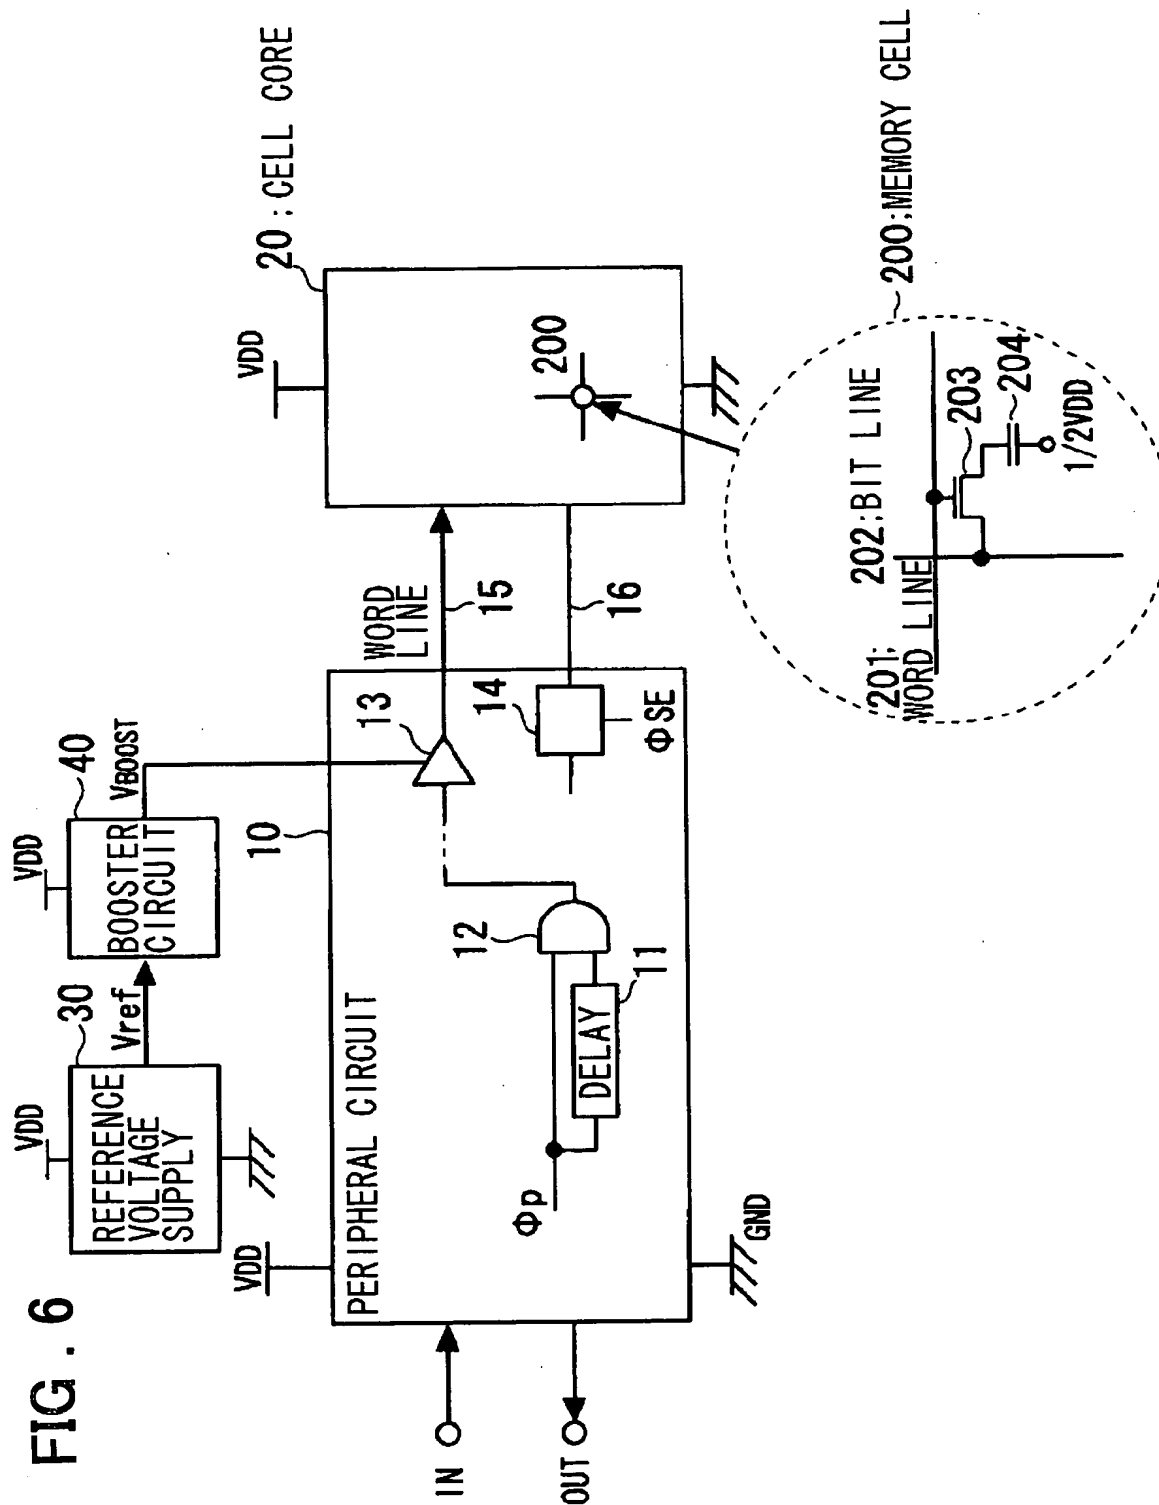 FIG. 6
VDD
REFERENCE
VOLTAGE
SUPPLY
30
Vref
VDD
BOOSTER
CIRCUIT
40
VBOOST
VDD
PERIPHERAL CIRCUIT
10
IN
OUT
GND
Φp
DELAY
11
12
13
14
ΦSE
WORD
LINE
15
16
VDD
20:CELL CORE
200
200;MEMORY CELL
201;
WORD LINE
202:BIT LINE
203
204
1/2VDD